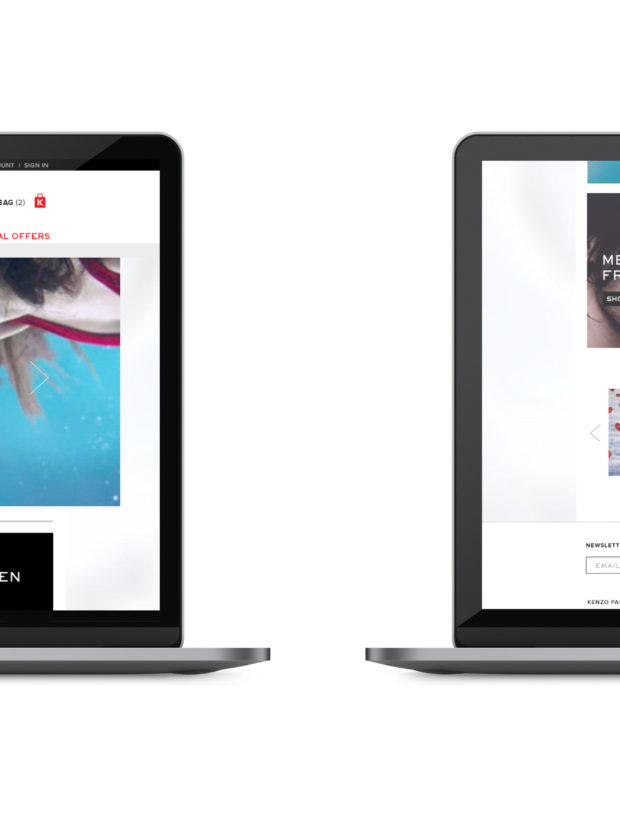 OUNT | SIGN IN
BAG (2)
K
AL OFFERS
EN
ME
FR
SHO
NEWSLETT
EMAIL
KENZO PA